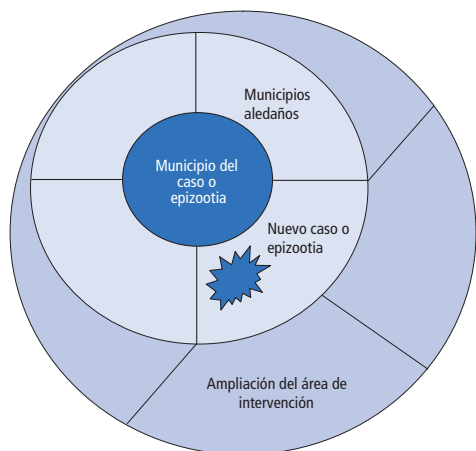 Municipios
aledaños
Municipio del
caso o
epizootia
Nuevo caso o
epizootia
Ampliación del área de
intervención